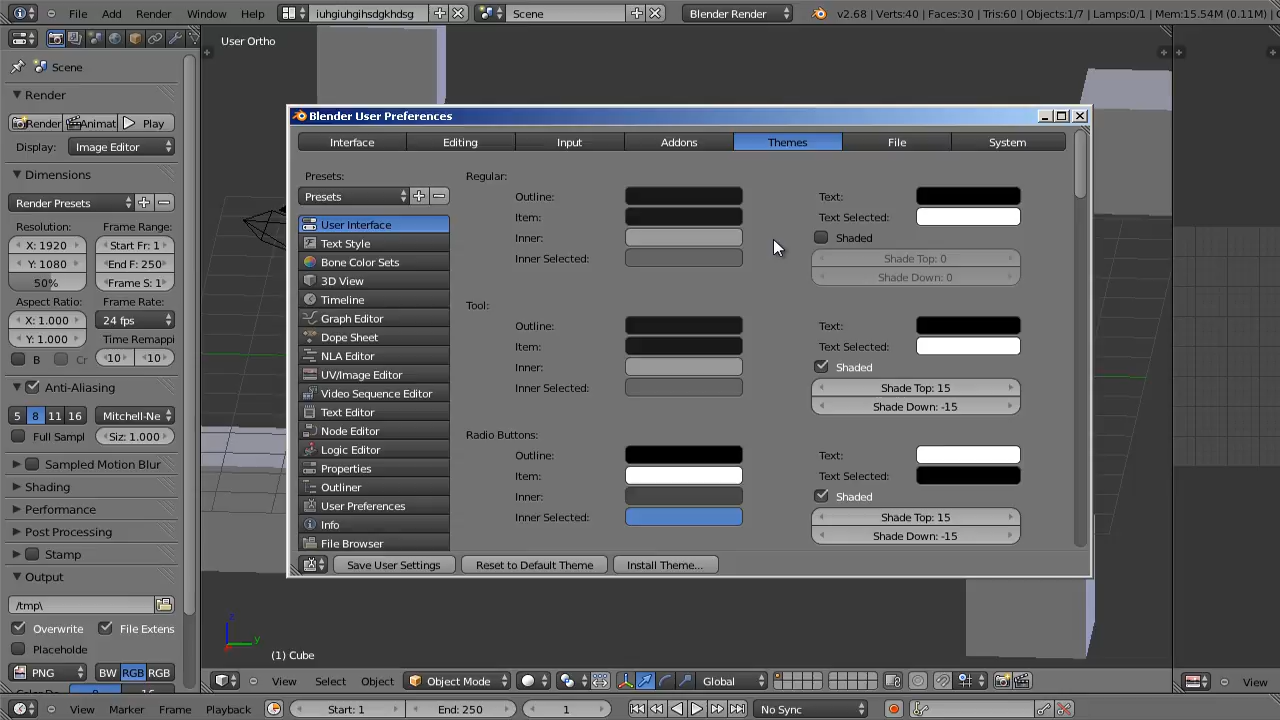 File Add Render Window Help iuhgiuhgihsdgkhdsg Scene Blender Render v2.68 | Verts:40 | Faces:30 | Tris:60 | Objects:1/7 | Lamps:0/1 | Mem:15.54M (0.11M)
User Ortho
Scene
Render
Render Animat Play
Display: Image Editor
Dimensions
Render Presets
Resolution: Frame Range:
X: 1920 Start Fr: 1
Y: 1080 End F: 250
50% Frame S: 1
Aspect Ratio: Frame Rate:
X: 1.000 24 fps
Y: 1.000 Time Remappi
B Cr 10 10
Anti-Aliasing
5 8 11 16 Mitchell-Ne
Full Sampl Siz: 1.000
Sampled Motion Blur
Shading
Performance
Post Processing
Stamp
Output
/tmp\
Overwrite File Extens
Placeholde
PNG BW RGB RGB
Blender User Preferences
Interface Editing Input Addons Themes File System
Presets:
Presets
User Interface
Text Style
Bone Color Sets
3D View
Timeline
Graph Editor
Dope Sheet
NLA Editor
UV/Image Editor
Video Sequence Editor
Text Editor
Node Editor
Logic Editor
Properties
Outliner
User Preferences
Info
File Browser
Regular:
Outline: Text:
Item: Text Selected:
Inner: Shaded
Inner Selected: Shade Top: 0
Shade Down: 0
Tool:
Outline: Text:
Item: Text Selected:
Inner: Shaded
Inner Selected: Shade Top: 15
Shade Down: -15
Radio Buttons:
Outline: Text:
Item: Text Selected:
Inner: Shaded
Inner Selected: Shade Top: 15
Shade Down: -15
Save User Settings Reset to Default Theme Install Theme...
z
y
(1) Cube
View Select Object Object Mode Global View
View Marker Frame Playback Start: 1 End: 250 1 No Sync